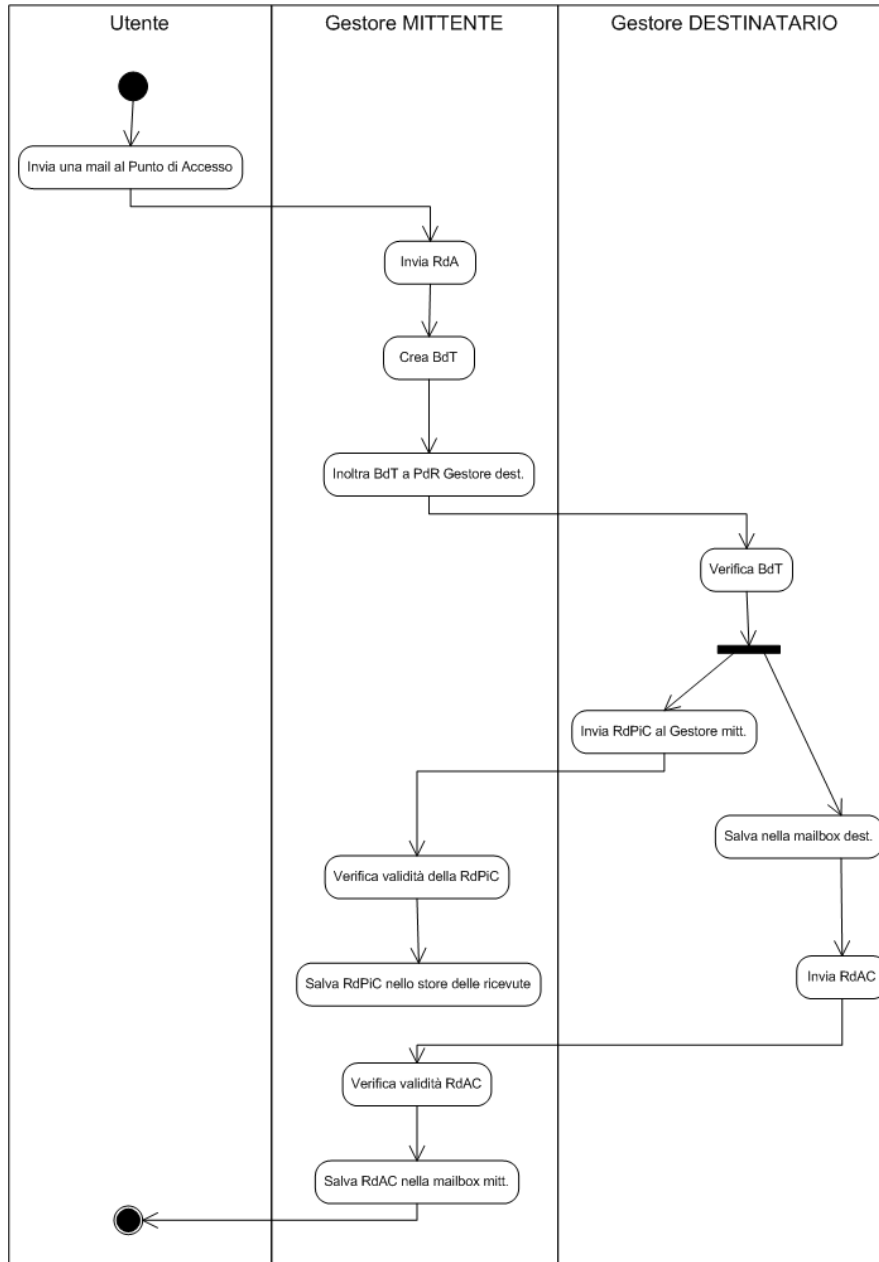 Utente
Gestore MITTENTE
Gestore DESTINATARIO
Invia una mail al Punto di Accesso
Invia RdA
Crea BdT
Inoltra BdT a PdR Gestore dest.
Verifica BdT
Invia RdPiC al Gestore mitt.
Salva nella mailbox dest.
Verifica validità della RdPiC
Invia RdAC
Salva RdPiC nello store delle ricevute
Verifica validità RdAC
Salva RdAC nella mailbox mitt.